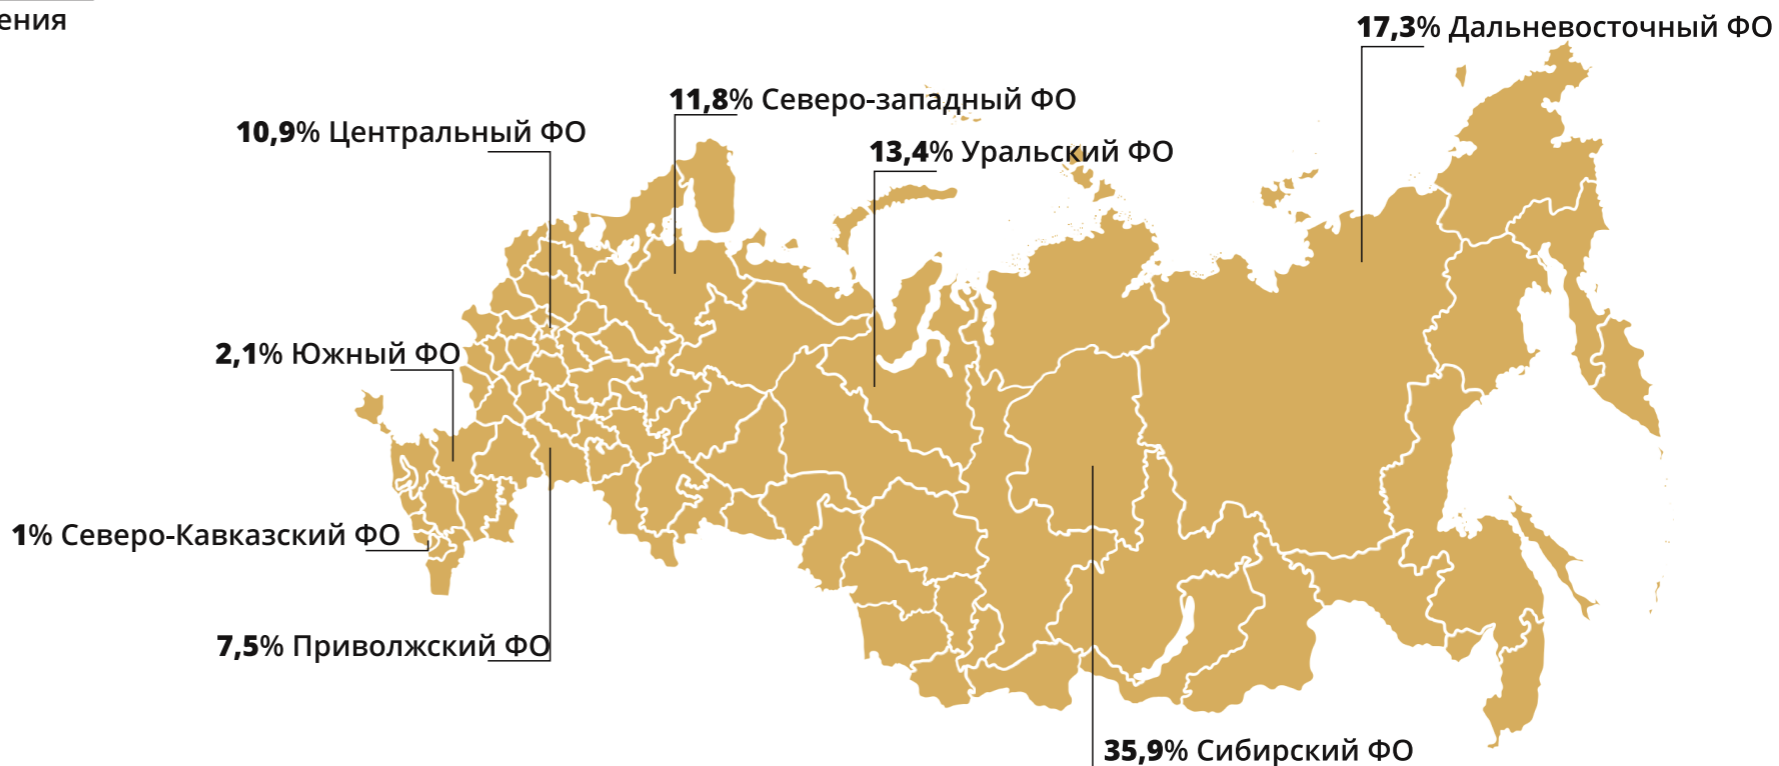 ения
17,3% Дальневосточный ФО
11,8% Северо-западный ФО
10,9% Центральный ФО
13,4% Уральский ФО
2,1% Южный ФО
1% Северо-Кавказский ФО
7,5% Приволжский ФО
35,9% Сибирский ФО